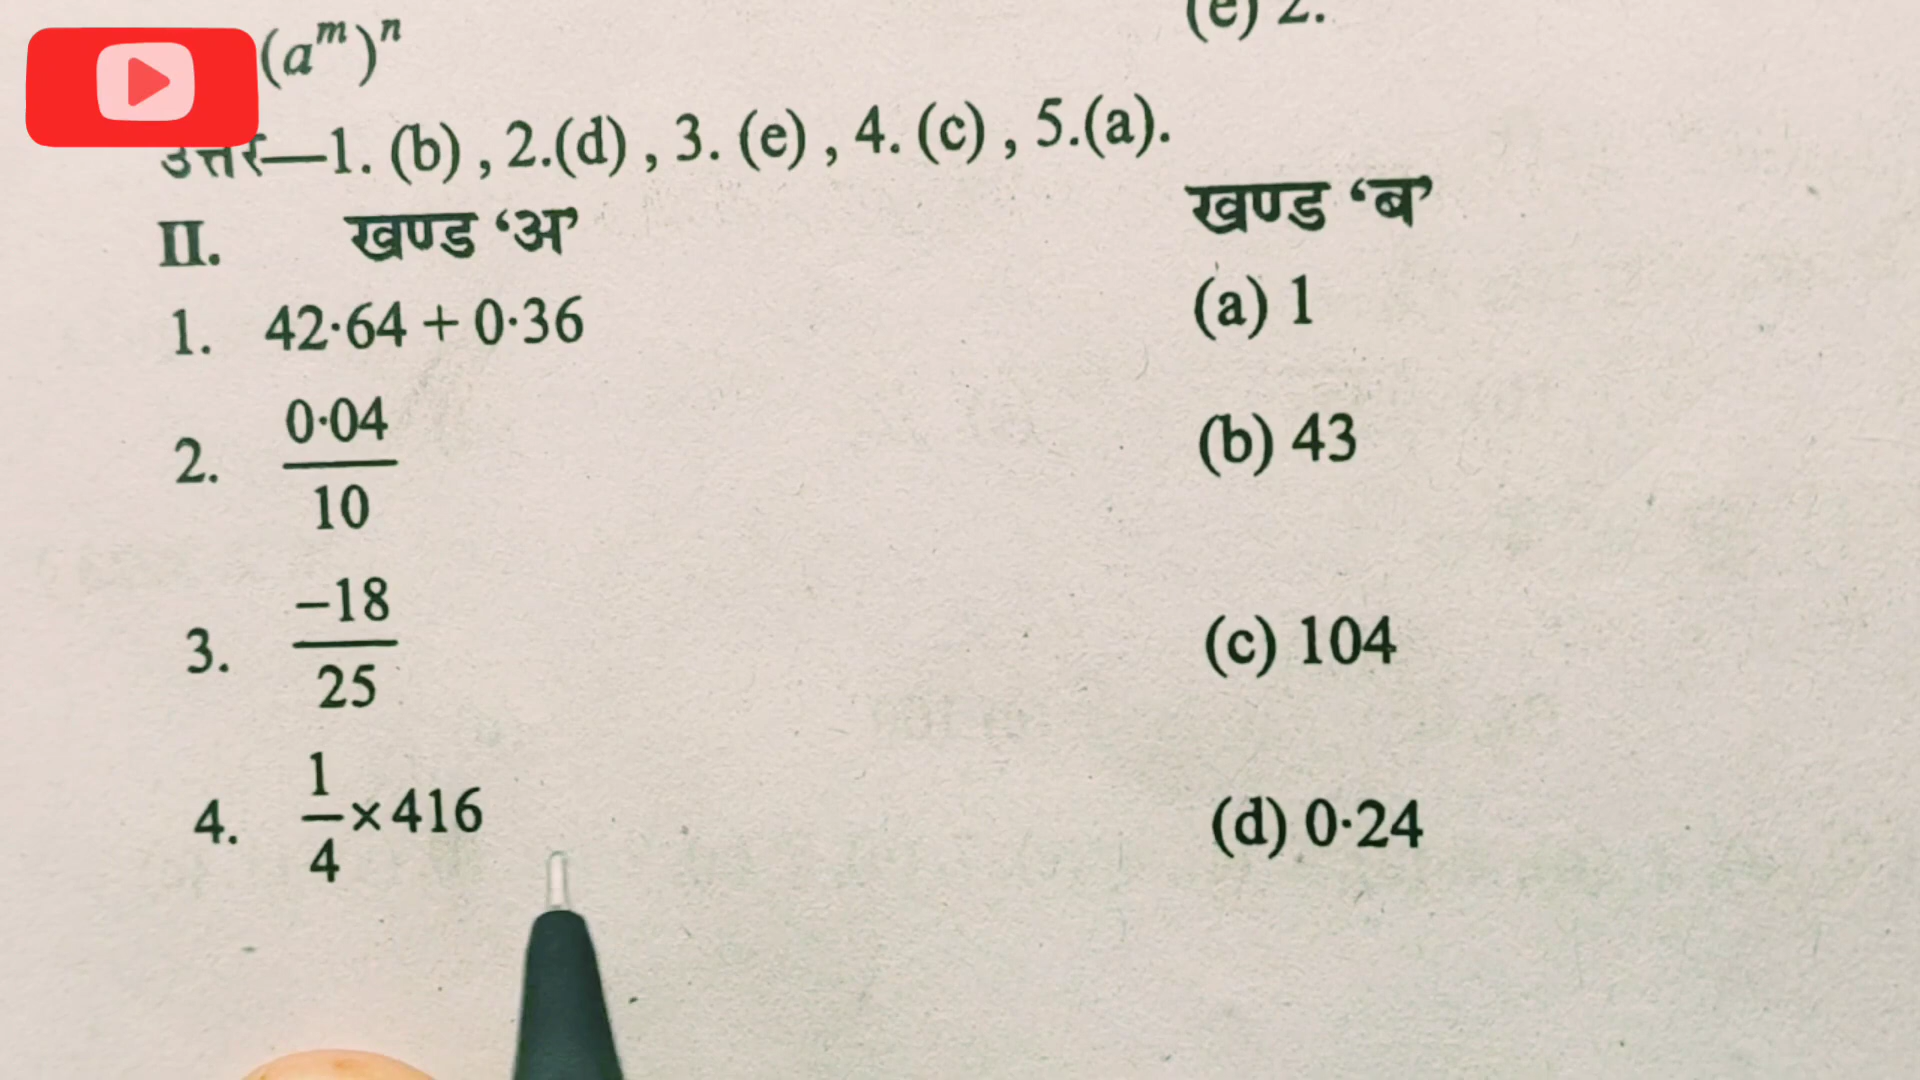 (a^m)^n
(e) 2.
उत्तर—1. (b) , 2.(d) , 3. (e) , 4. (c) , 5.(a).
II. खण्ड ‘अ’ खण्ड ‘ब’
1. 42·64 + 0·36 (a) 1
2. 0·04/10 (b) 43
3. –18/25 (c) 104
4. 1/4 × 416 (d) 0·24